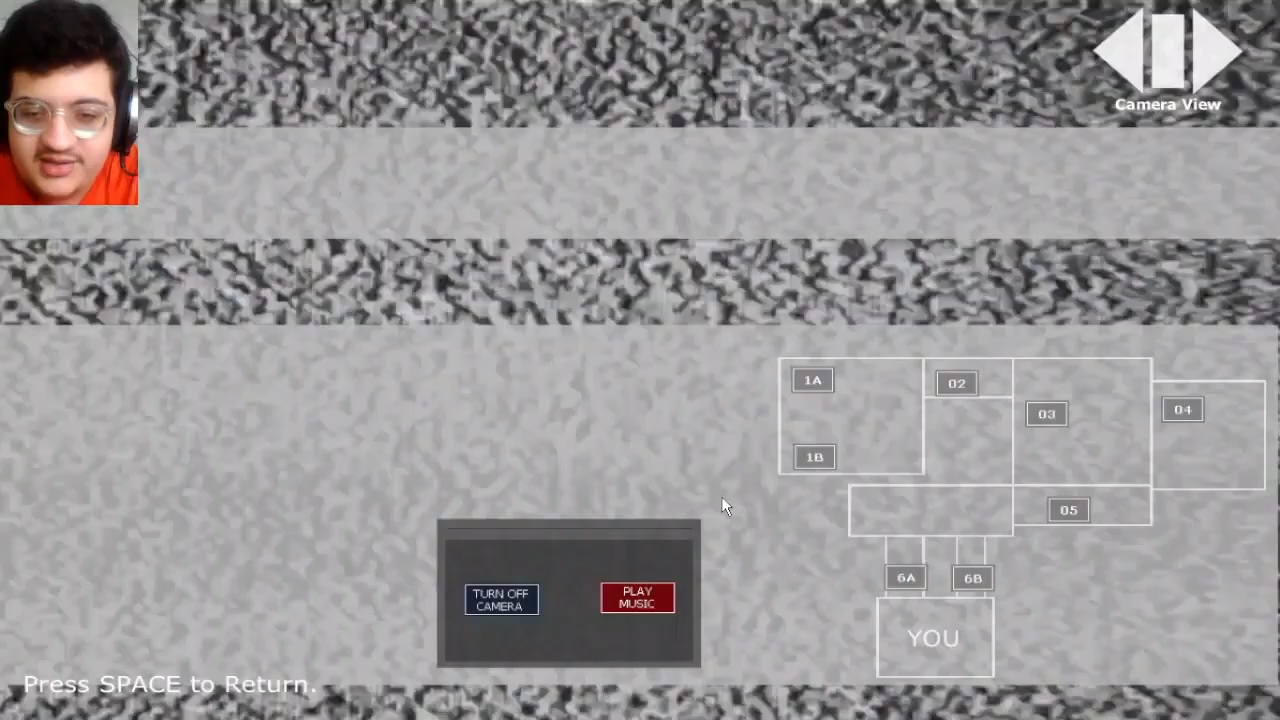 Camera View
1A
02
04
03
1B
05
6A
6B
TURN OFF
CAMERA
PLAY
MUSIC
YOU
Press SPACE to Return.